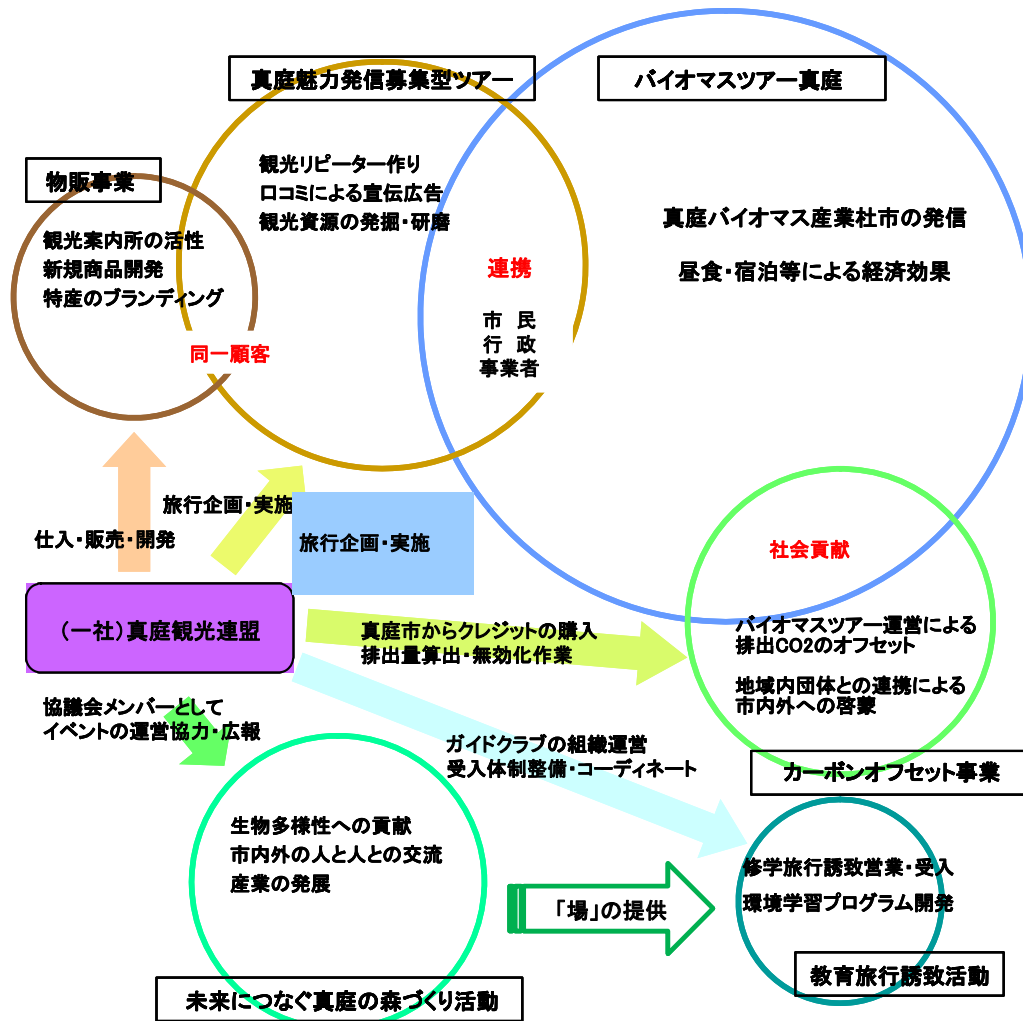 真庭魅力発信募集型ツアー
バイオマスツアー真庭
物販事業
観光リピーター作り
口コミによる宣伝広告
観光資源の発掘・研磨
観光案内所の活性
新規商品開発
特産のブランディング
真庭バイオマス産業杜市の発信
昼食・宿泊等による経済効果
連携
市　民
行　政
事業者
同一顧客
旅行企画・実施
仕入・販売・開発
旅行企画・実施
社会貢献
（一社）真庭観光連盟
真庭市からクレジットの購入
排出量算出・無効化作業
バイオマスツアー運営による
排出CO2のオフセット
地域内団体との連携による
市内外への啓蒙
協議会メンバーとして
イベントの運営協力・広報
ガイドクラブの組織運営
受入体制整備・コーディネート
カーボンオフセット事業
生物多様性への貢献
市内外の人と人との交流
産業の発展
「場」の提供
修学旅行誘致営業・受入
環境学習プログラム開発
教育旅行誘致活動
未来につなぐ真庭の森づくり活動